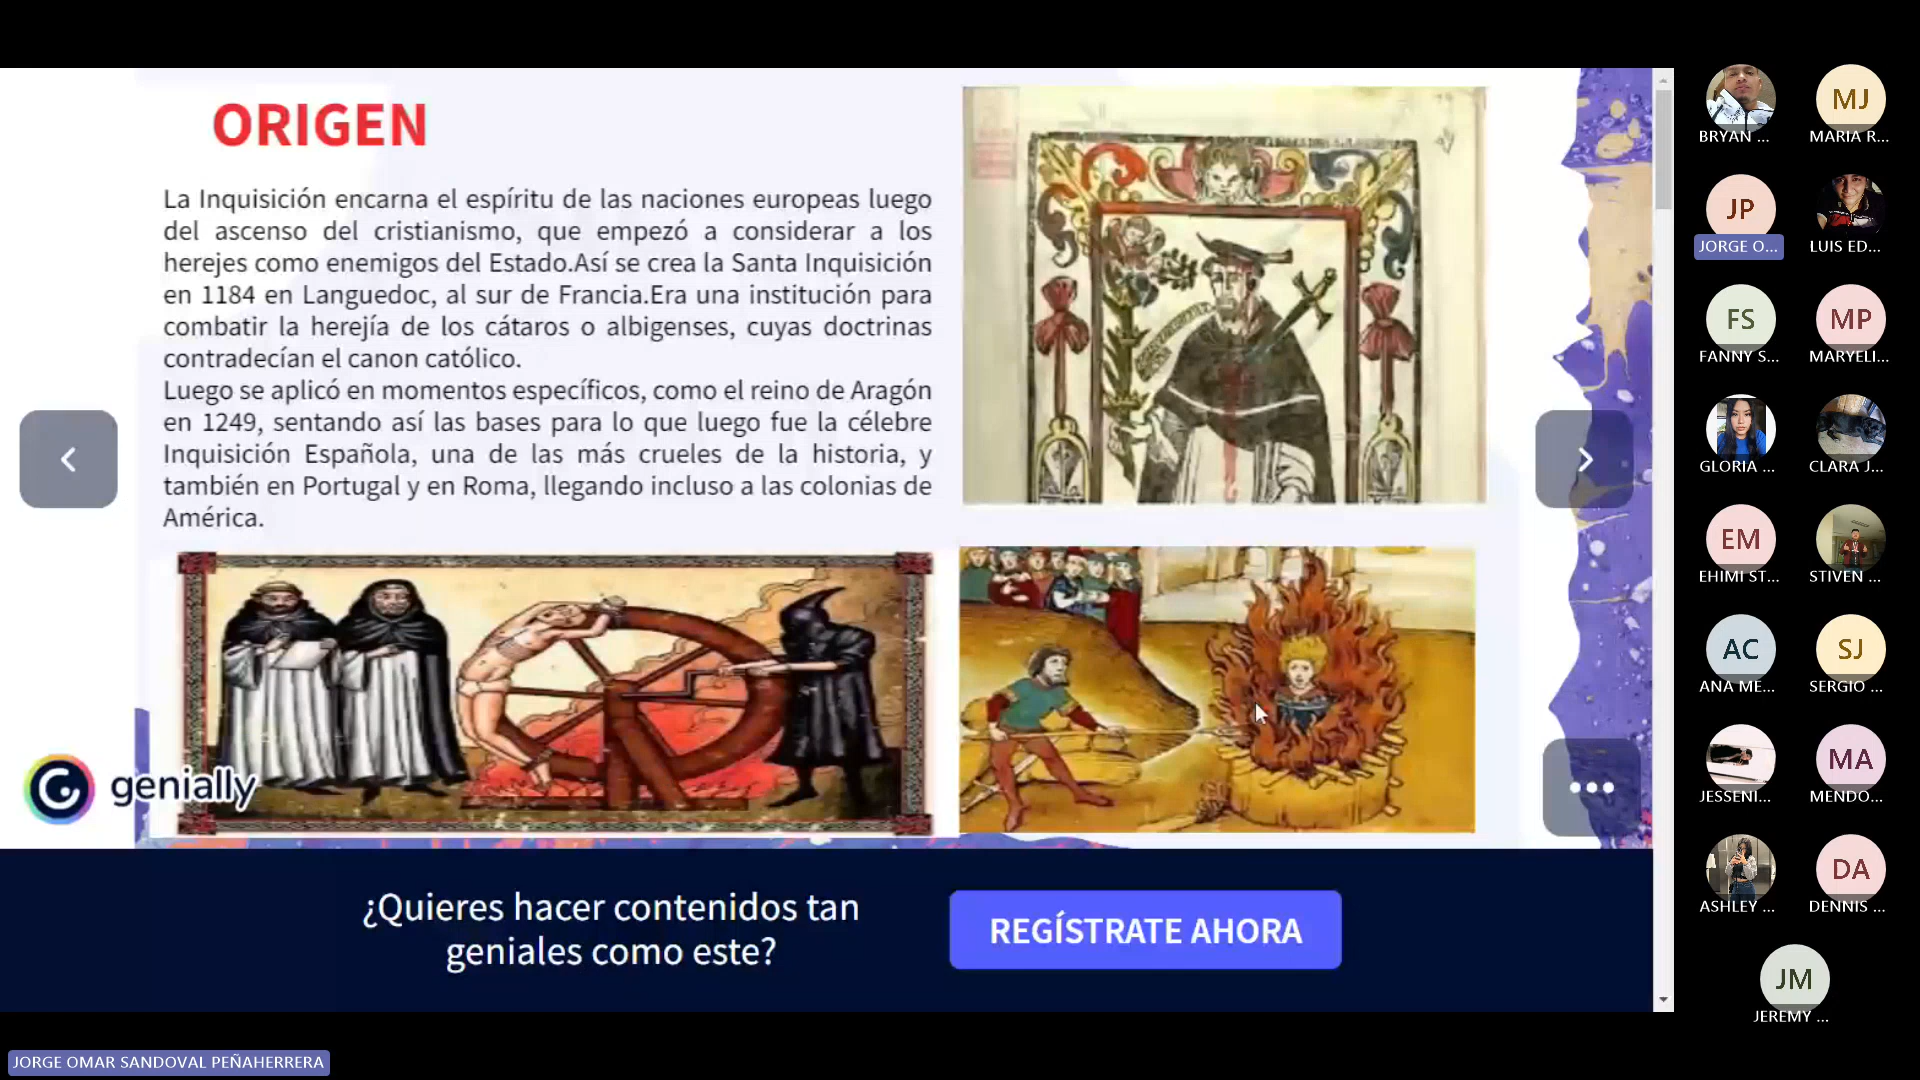 ORIGEN
La Inquisición encarna el espíritu de las naciones europeas luego
del ascenso del cristianismo, que empezó a considerar a los
herejes como enemigos del Estado.Así se crea la Santa Inquisición
en 1184 en Languedoc, al sur de Francia.Era una institución para
combatir la herejía de los cátaros o albigenses, cuyas doctrinas
contradecían el canon católico.
Luego se aplicó en momentos específicos, como el reino de Aragón
en 1249, sentando así las bases para lo que luego fue la célebre
Inquisición Española, una de las más crueles de la historia, y
también en Portugal y en Roma, llegando incluso a las colonias de
América.
genially
¿Quieres hacer contenidos tan
geniales como este?
REGÍSTRATE AHORA
BRYAN ...
MJ
MARIA R...
JP
JORGE O...
LUIS ED...
FS
FANNY S...
MP
MARYELI...
GLORIA ...
CLARA J...
EM
EHIMI ST...
STIVEN ...
AC
ANA ME...
SJ
SERGIO ...
JESSENI...
MA
MENDO...
ASHLEY ...
DA
DENNIS ...
JM
JEREMY ...
JORGE OMAR SANDOVAL PEÑAHERRERA